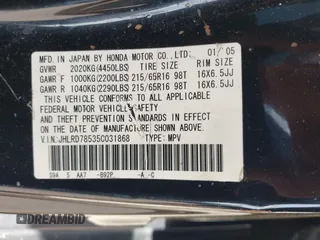 MFD. IN JAPAN BY HONDA MOTOR CO., LTD. 01/05
GVWR 2020KG(4450LBS) TIRE SIZE RIM SIZE
GAWR F 1000KG(2200LBS) 215/65R16 98T 16X6.5JJ
GAWR R 1040KG(2290LBS) 215/65R16 98T 16X6.5JJ
THIS VEHICLE CONFORMS TO ALL APPLICABLE
FEDERAL MOTOR VEHICLE SAFETY
AND THEFT PREVENTION STANDARDS IN EFFECT
ON THE DATE OF MANUFACTURE SHOWN
ABOVE.
VIN: JHLRD78535C031868 TYPE: MPV
S9A 5 AA7 -B92P -A -C
JDMBID